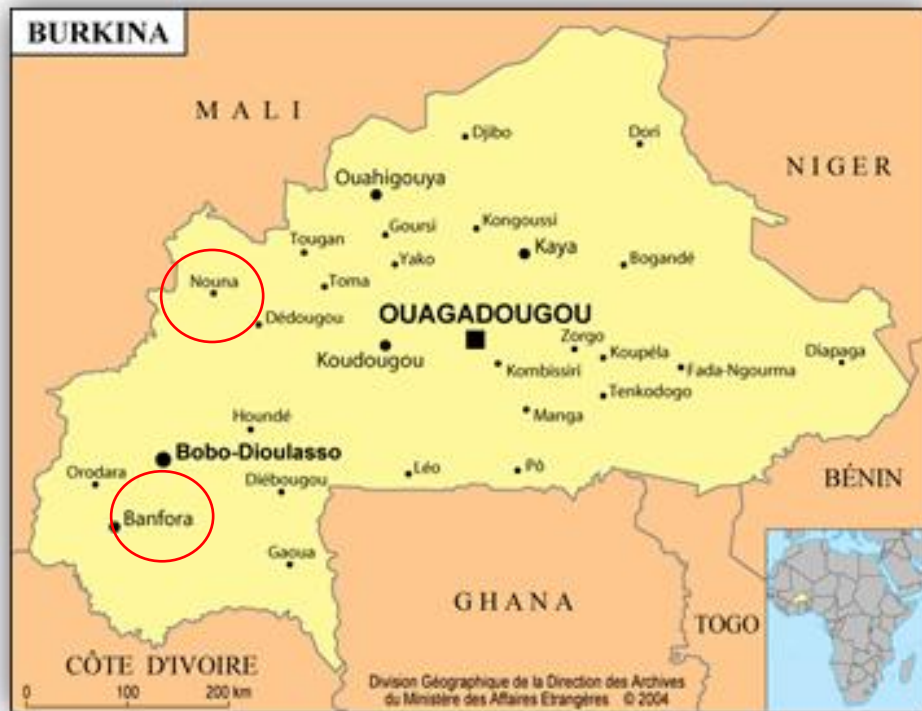 BURKINA
MALI
Djibo
Dori
NIGER
Ouahigouya
Goursi
Kongoussi
Tougan
Kaya
Yako
Bogandé
Nouna
Toma
OUAGADOUGOU
Dédougou
Zorgo
Koudougou
Koupéla
Diapaga
Kombissiri
Fada-Ngourma
Tenkodogo
Manga
Houndé
Bobo-Dioulasso
Orodara
Léo
Pô
Diébougou
BÉNIN
Banfora
Gaoua
GHANA
TOGO
CÔTE D'IVOIRE
0 100 200 km
Division Géographique de la Direction des Archives
du Ministère des Affaires Etrangères © 2004